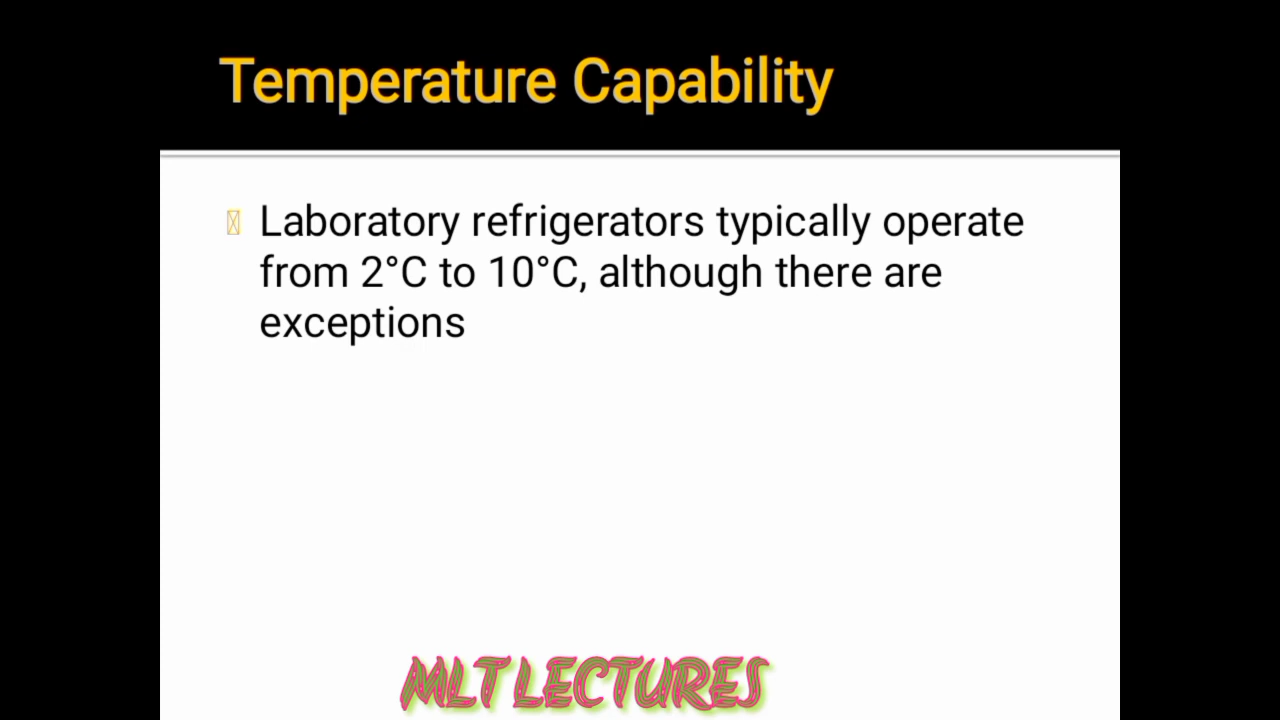 Temperature Capability
Laboratory refrigerators typically operate
from 2°C to 10°C, although there are
exceptions
MLT LECTURES